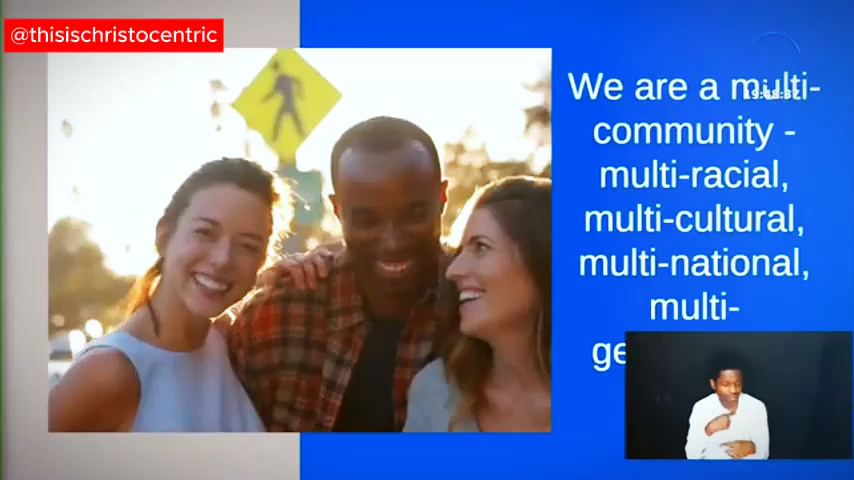 @thisischristocentric
We are a multi-
community -
multi-racial,
multi-cultural,
multi-national,
multi-